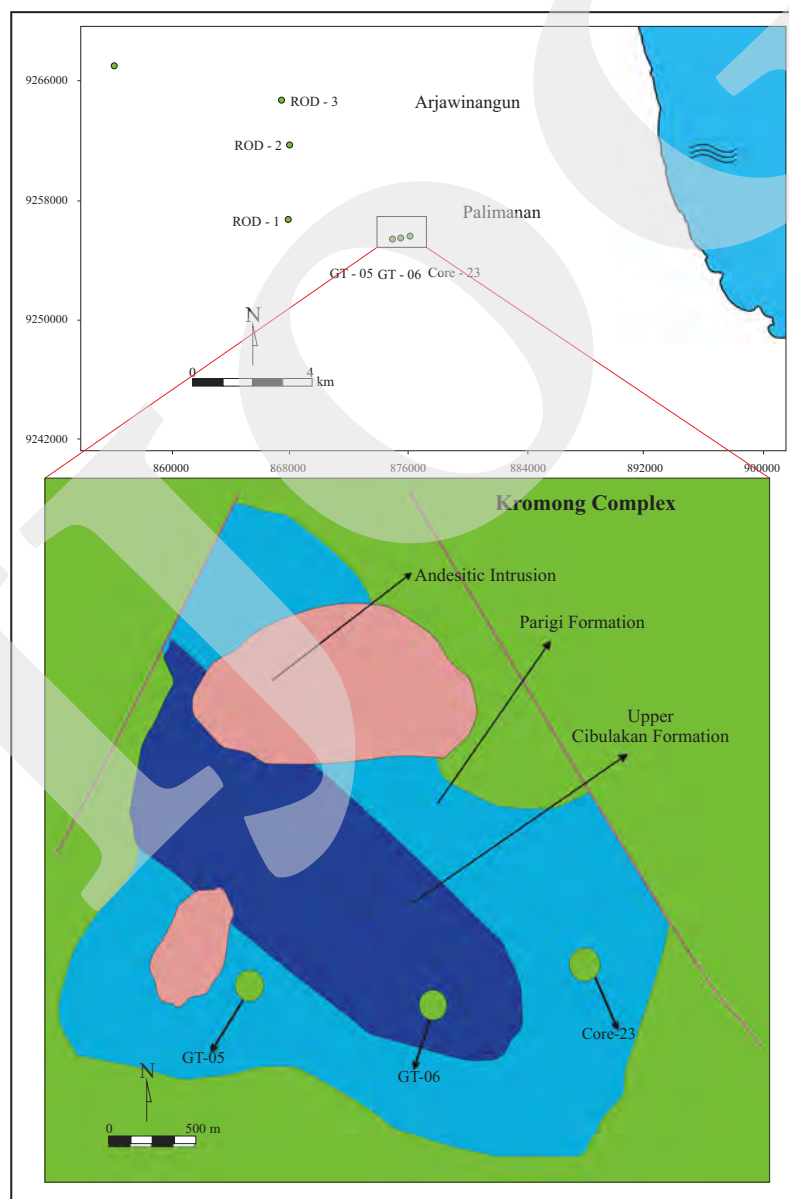 9266000
ROD - 3
Arjawinangun
ROD - 2
9258000
Palimanan
ROD - 1
GT - 05 GT - 06 Core - 23
9250000
N
0 4
km
9242000
860000 868000 876000 884000 892000 900000
Kromong Complex
Andesitic Intrusion
Parigi Formation
Upper
Cibulakan Formation
Core-23
GT-05
GT-06
N
0 500 m